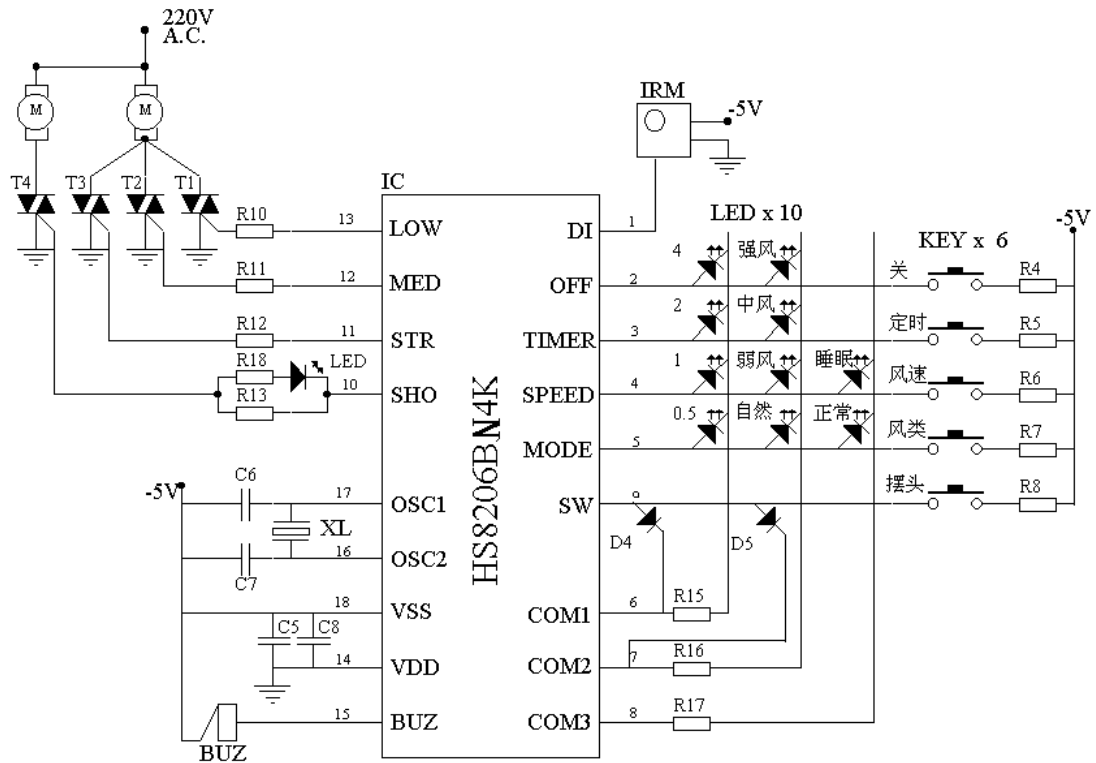 220V
A.C.
M
M
T4
T3
T2
T1
R10
R11
R12
R18
LED
R13
-5V
C6
XL
C7
C5
C8
BUZ
IC
13
LOW
12
MED
11
STR
10
SHO
17
OSC1
16
OSC2
18
VSS
14
VDD
15
BUZ
HS8206BN4K
DI
1
OFF
2
TIMER
3
SPEED
4
MODE
5
SW
9
COM1
6
COM2
7
COM3
8
IRM
-5V
LED x 10
4
强风
2
中风
1
弱风
睡眠
0.5
自然
正常
D4
D5
R15
R16
R17
KEY x 6
-5V
关
R4
定时
R5
风速
R6
风类
R7
摆头
R8